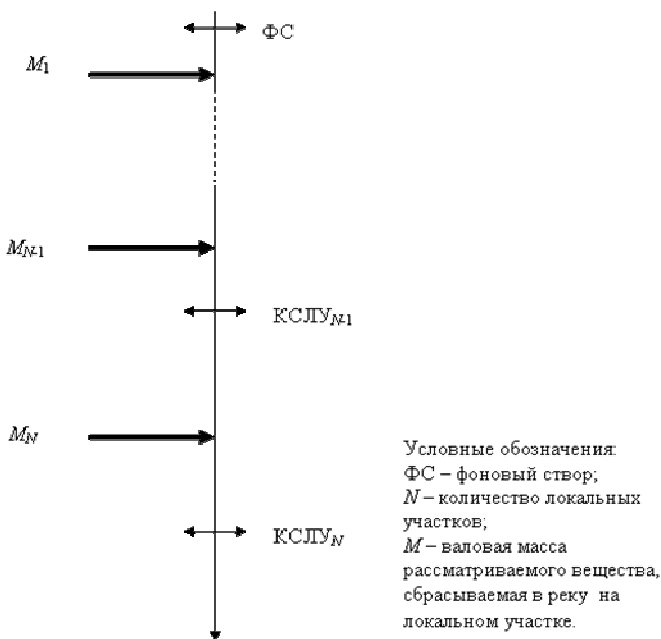 ФС
M1
MN-1
КСЛУN-1
MN
КСЛУN
Условные обозначения:
ФС – фоновый створ;
N – количество локальных
участков;
M – валовая масса
рассматриваемого вещества,
сбрасываемая в реку на
локальном участке.